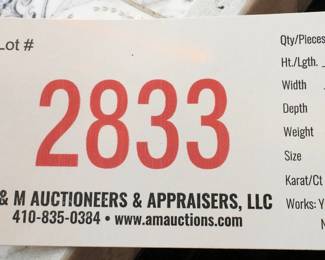 Lot #
2833
& M AUCTIONEERS & APPRAISERS, LLC
410-835-0384 • www.amauctions.com
Qty/Pieces
Ht./Lgth.
Width
Depth
Weight
Size
Karat/Ct
Works: Y
N